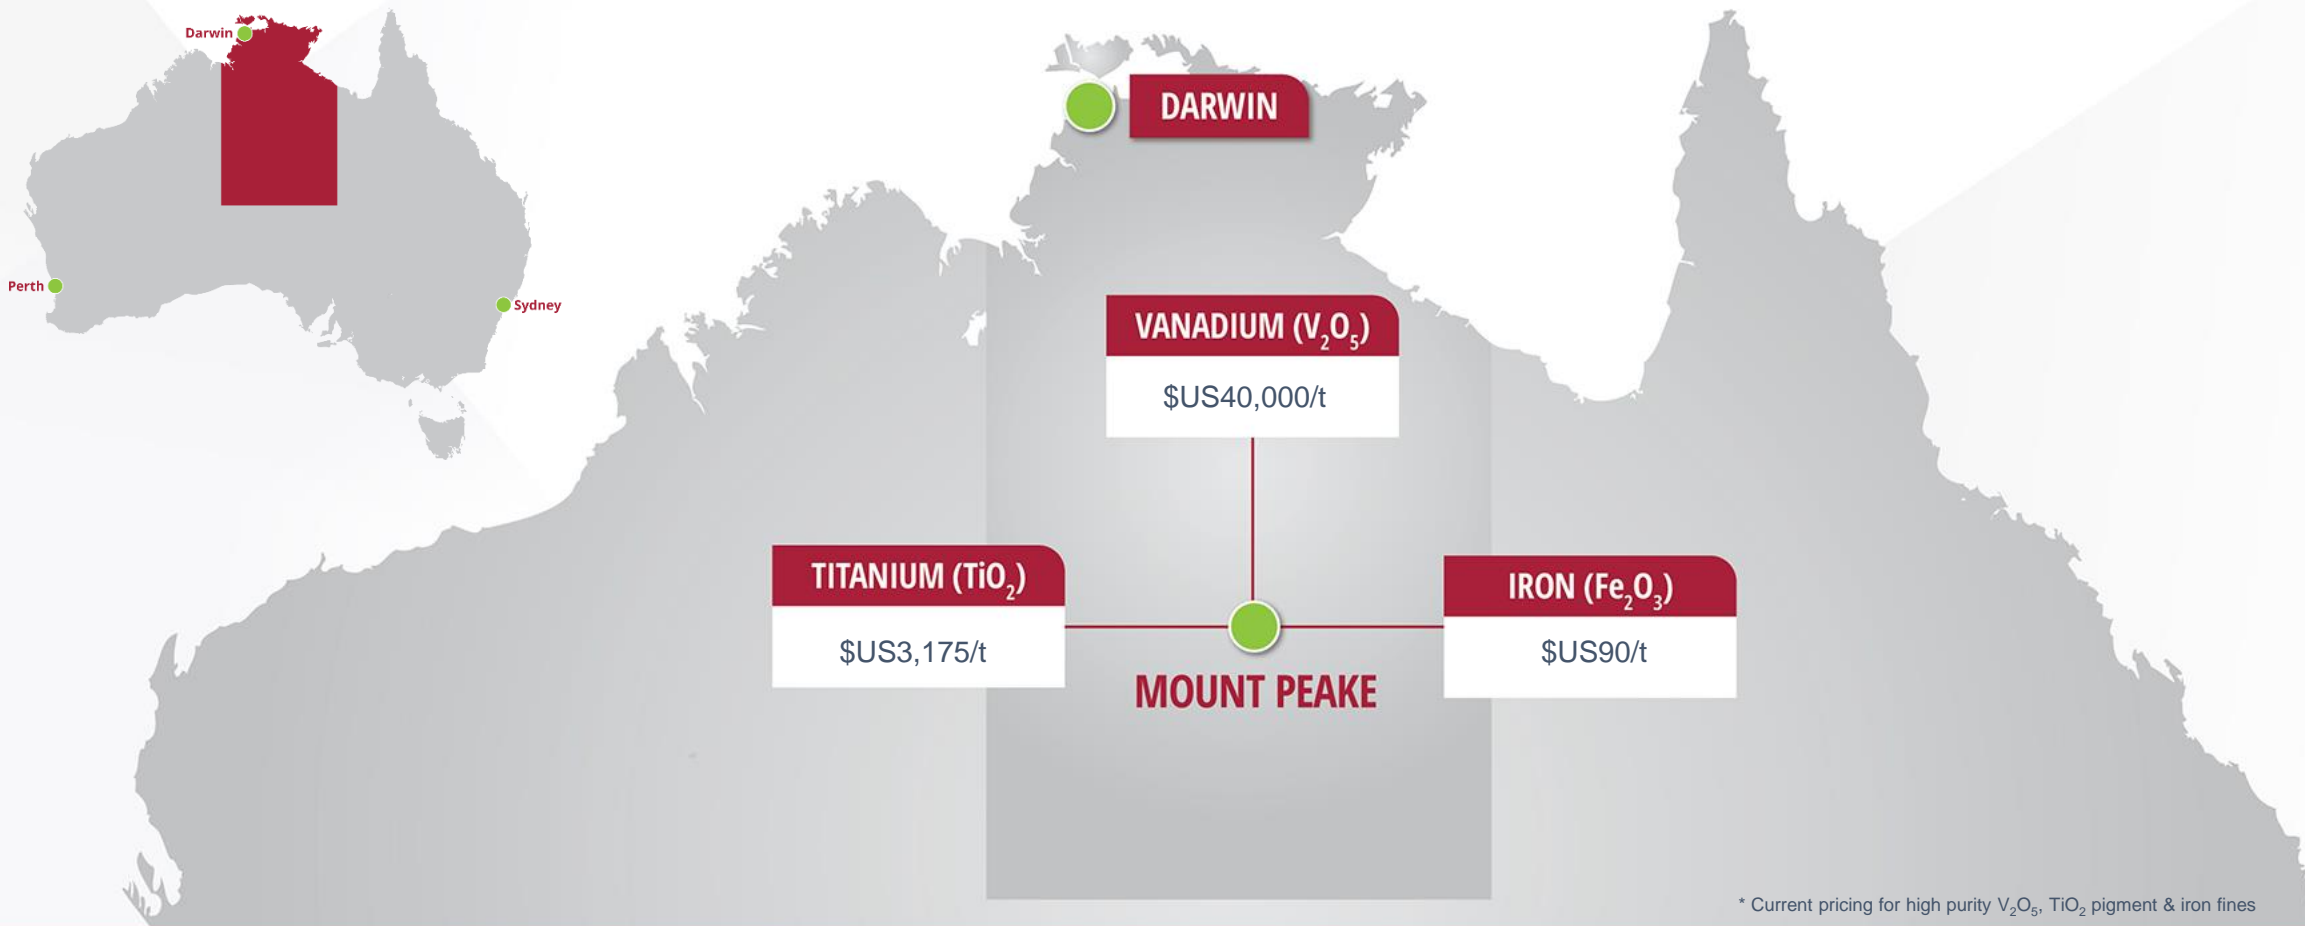 Darwin
Perth
Sydney
DARWIN
VANADIUM (V₂O₅)
$US40,000/t
TITANIUM (TiO₂)
$US3,175/t
IRON (Fe₂O₃)
$US90/t
MOUNT PEAKE
* Current pricing for high purity V₂O₅, TiO₂ pigment & iron fines